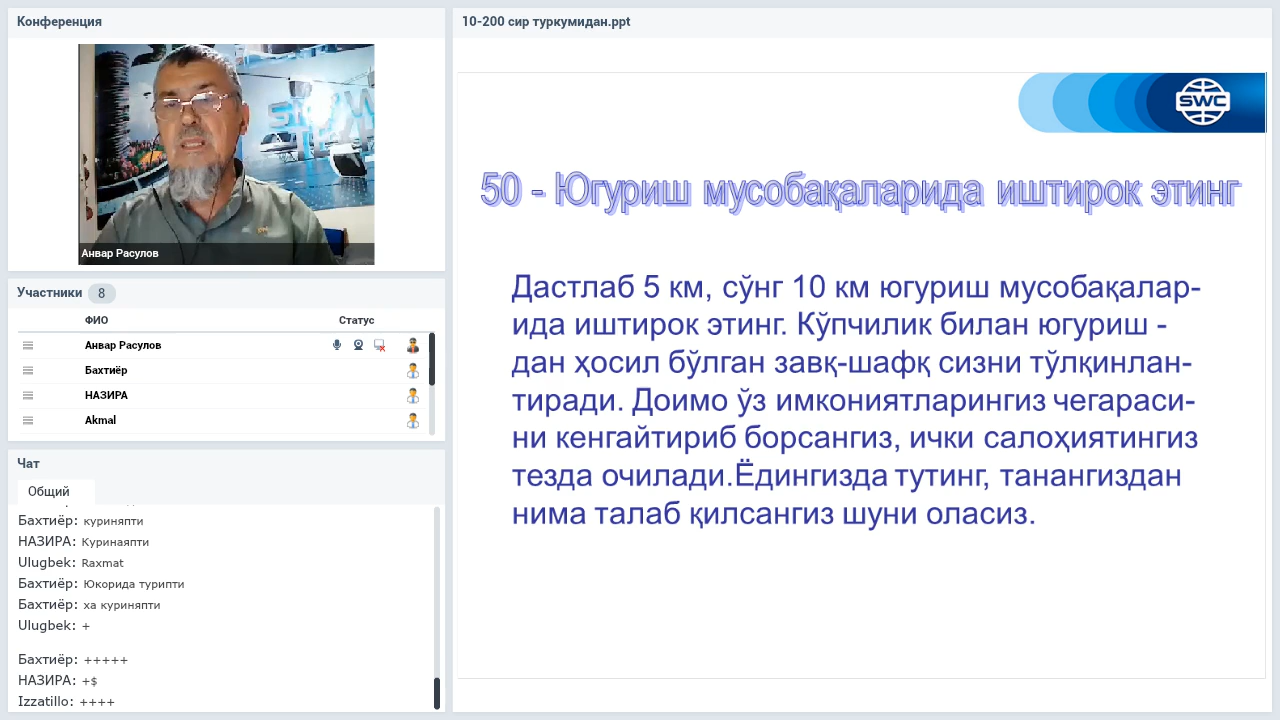 Конференция
Анвар Расулов
Участники 8
ФИО Статус
Анвар Расулов
Бахтиёр
НАЗИРА
Akmal
Чат
Общий
Бахтиёр: куриняпти
НАЗИРА: Куринаяпти
Ulugbek: Raxmat
Бахтиёр: Юкорида турипти
Бахтиёр: ха куриняпти
Ulugbek: +
Бахтиёр: +++++
НАЗИРА: +$
Izzatillo: ++++
10-200 сир туркумидан.ppt
SWC
50 - Югуриш мусобақаларида иштирок этинг
Дастлаб 5 км, сўнг 10 км югуриш мусобақалар-
ида иштирок этинг. Кўпчилик билан югуриш -
дан ҳосил бўлган завқ-шафқ сизни тўлқинлан-
тиради. Доимо ўз имкониятларингиз чегараси-
ни кенгайтириб борсангиз, ички салоҳиятингиз
тезда очилади.Ёдингизда тутинг, танангиздан
нима талаб қилсангиз шуни оласиз.